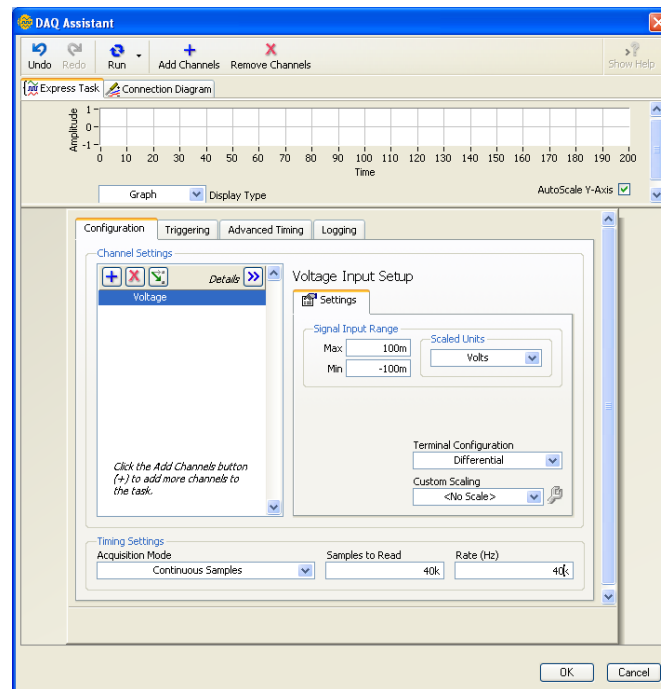 DAQ Assistant
Undo Redo Run Add Channels Remove Channels Show Help
Express Task Connection Diagram
Amplitude
1
0
-1
0 10 20 30 40 50 60 70 80 90 100 110 120 130 140 150 160 170 180 190 200
Time
Graph Display Type AutoScale Y-Axis
Configuration Triggering Advanced Timing Logging
Channel Settings
Details
Voltage
Click the Add Channels button
(+) to add more channels to
the task.
Voltage Input Setup
Settings
Signal Input Range
Max 100m
Min -100m
Scaled Units
Volts
Terminal Configuration
Differential
Custom Scaling
<No Scale>
Timing Settings
Acquisition Mode Samples to Read Rate (Hz)
Continuous Samples 40k 40k
OK Cancel